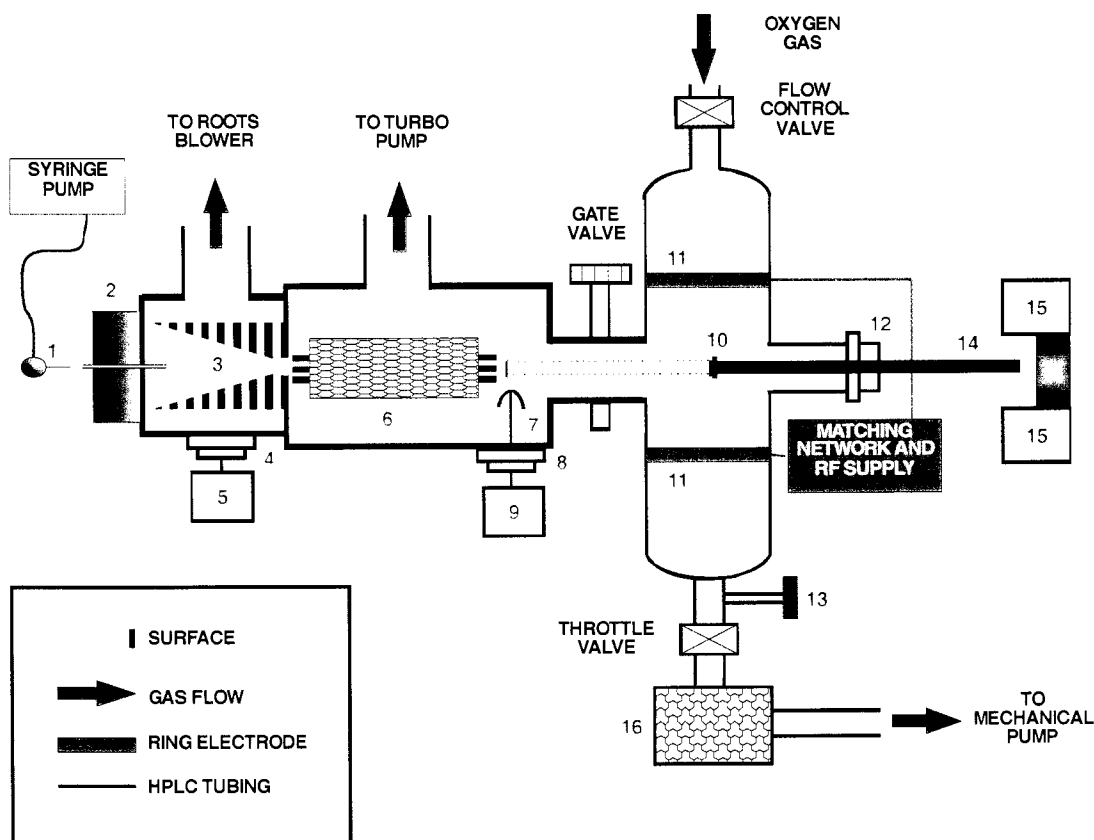 OXYGEN
GAS
FLOW
CONTROL
VALVE
TO ROOTS
BLOWER
TO TURBO
PUMP
SYRINGE
PUMP
GATE
VALVE
11
2
15
1
10
12
14
3
6
7
MATCHING
NETWORK AND
RF SUPPLY
15
4
8
11
5
9
13
THROTTLE
VALVE
SURFACE
GAS FLOW
RING ELECTRODE
HPLC TUBING
16
TO
MECHANICAL
PUMP